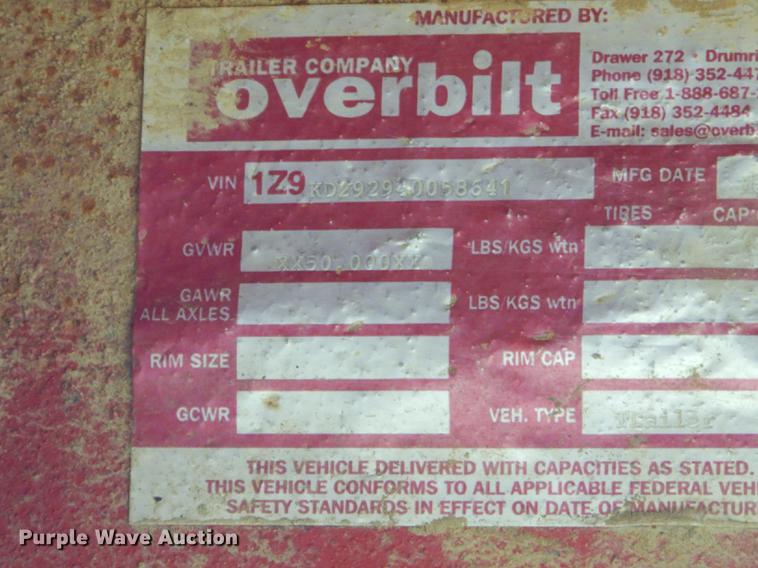 MANUFACTURED BY:
TRAILER COMPANY
overbilt
Drawer 272 • Drumri
Phone (918) 352-447
Toll Free 1-888-687-
Fax (918) 352-4484
E-mail: sales@overb
VIN 1Z9 KDZ92940058641 MFG DATE
TIRES CAP
GVWR XX50,000XX LBS/KGS wtn
GAWR
ALL AXLES LBS/KGS wtn
RIM SIZE RIM CAP
GCWR VEH. TYPE Trailer
THIS VEHICLE DELIVERED WITH CAPACITIES AS STATED.
THIS VEHICLE CONFORMS TO ALL APPLICABLE FEDERAL VEHI
SAFETY STANDARDS IN EFFECT ON DATE OF MANUFACTUR
Purple Wave Auction